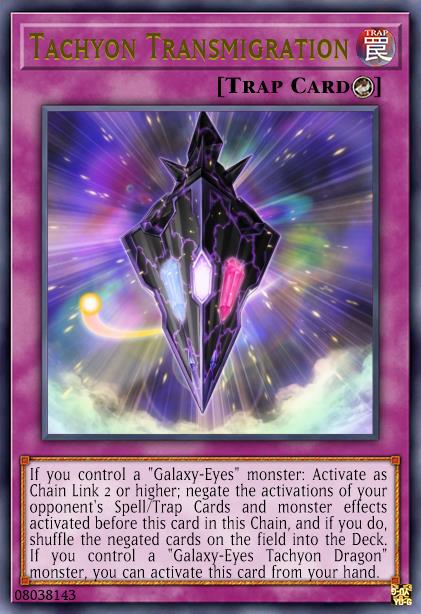 TACHYON TRANSMIGRATION
TRAP
罠
[TRAP CARD]
If you control a "Galaxy-Eyes" monster: Activate as
Chain Link 2 or higher; negate the activations of your
opponent's Spell/Trap Cards and monster effects
activated before this card in this Chain, and if you do,
shuffle the negated cards on the field into the Deck.
If you control a "Galaxy-Eyes Tachyon Dragon"
monster, you can activate this card from your hand.
08038143